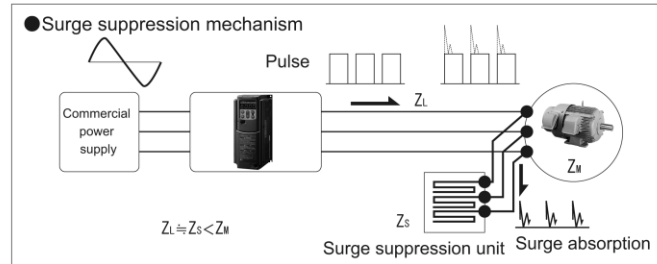 ●Surge suppression mechanism
Pulse
ZL
Commercial
power
supply
ZM
ZS
ZL≒ZS<ZM
Surge suppression unit
Surge absorption